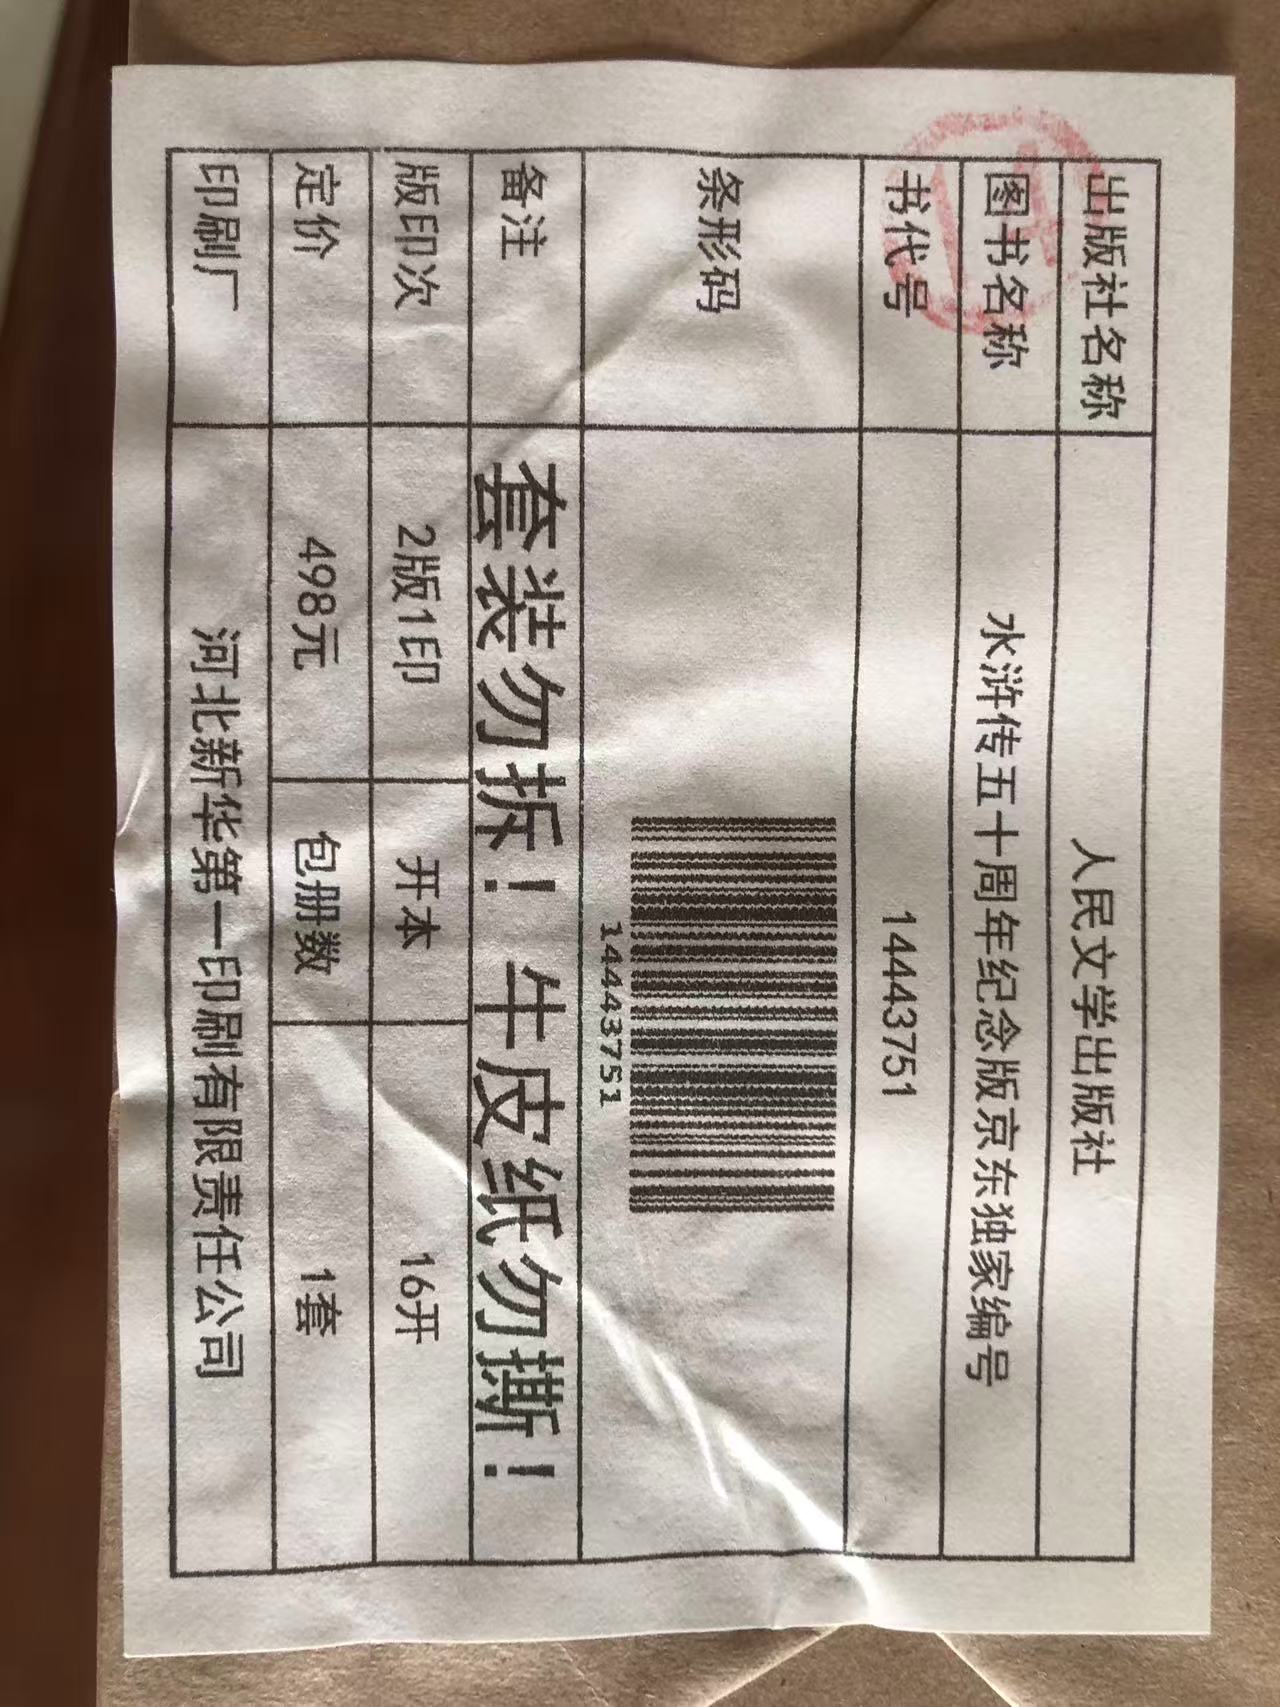 出版社名称 人民文学出版社
图书名称 水浒传五十周年纪念版京东独家编号
书代号 14443751
条形码
14443751
备注 套装勿拆！牛皮纸勿撕！
版印次 2版1印 开本 16开
定价 498元 包册数 1套
印刷厂 河北新华第一印刷有限责任公司